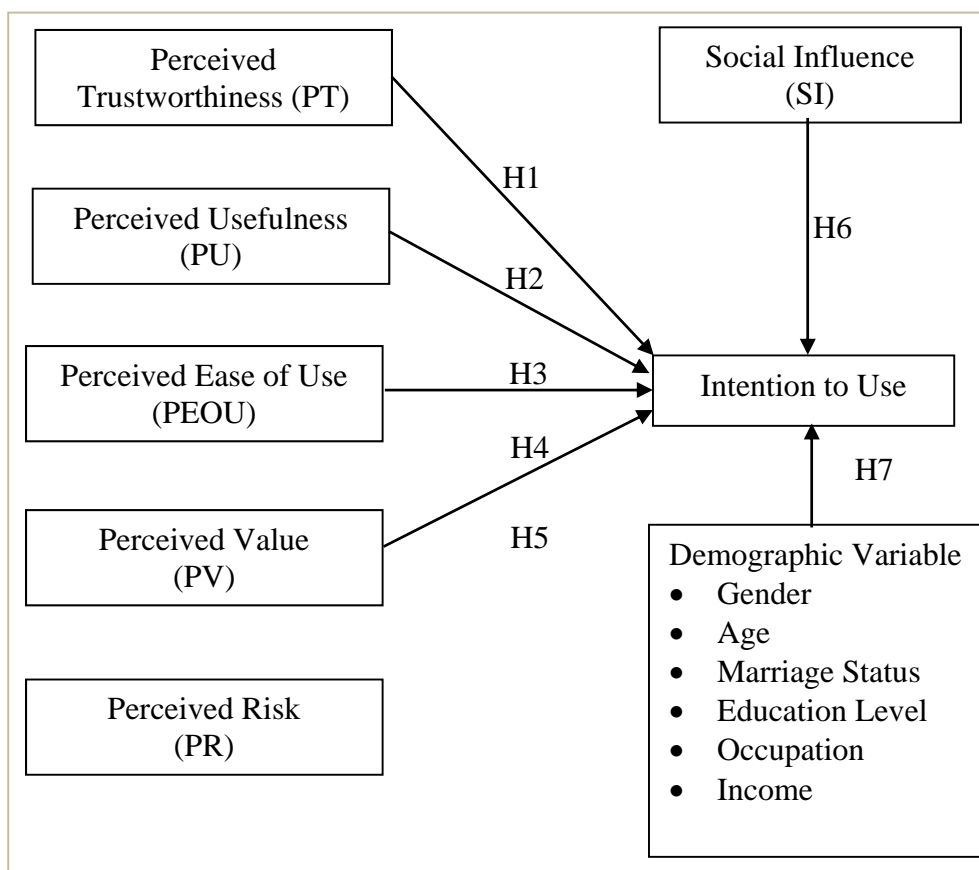 Perceived
Trustworthiness (PT)
Social Influence
(SI)
H1
Perceived Usefulness
(PU)
H2
H6
Perceived Ease of Use
(PEOU)
H3
Intention to Use
H4
H7
Perceived Value
(PV)
H5
Demographic Variable
• Gender
• Age
• Marriage Status
• Education Level
• Occupation
• Income
Perceived Risk
(PR)